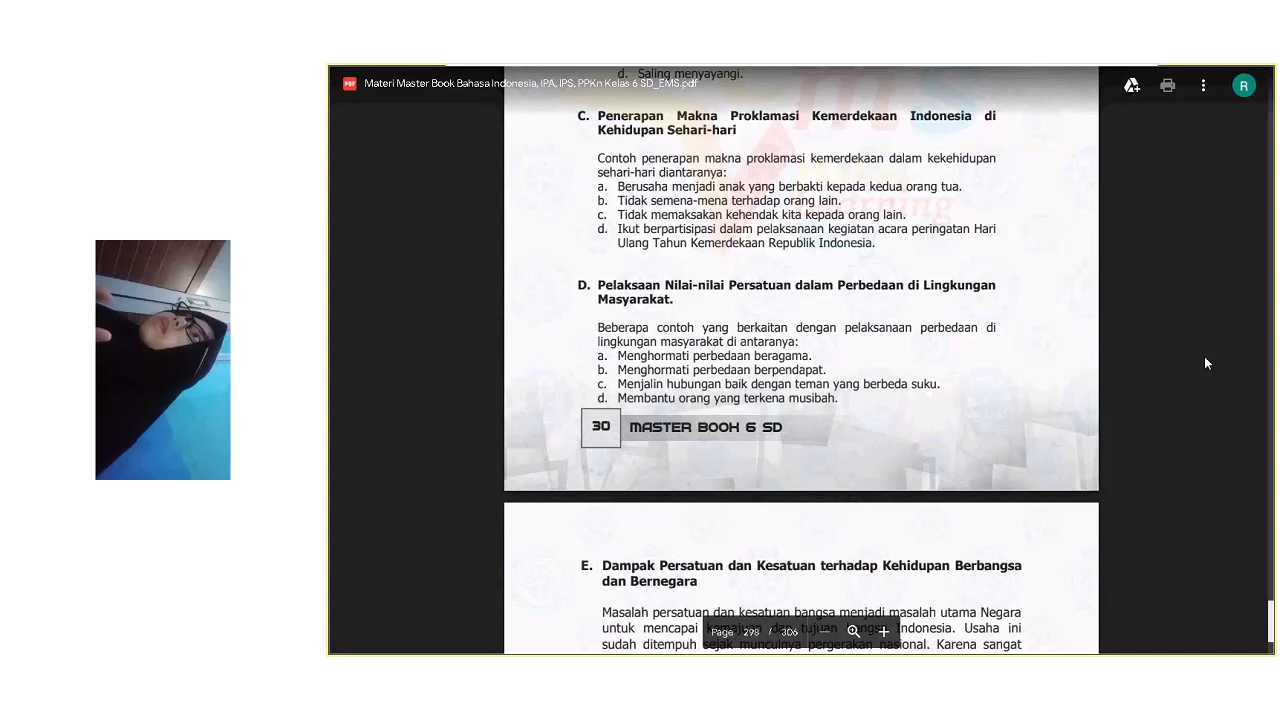 d. Saling menyayangi.
Materi Master Book Bahasa Indonesia, IPA, IPS, PPKn Kelas 6 SD_EMS.pdf
R
C. Penerapan Makna Proklamasi Kemerdekaan Indonesia di
Kehidupan Sehari-hari
Contoh penerapan makna proklamasi kemerdekaan dalam kekehidupan
sehari-hari diantaranya:
a. Berusaha menjadi anak yang berbakti kepada kedua orang tua.
b. Tidak semena-mena terhadap orang lain.
c. Tidak memaksakan kehendak kita kepada orang lain.
d. Ikut berpartisipasi dalam pelaksanaan kegiatan acara peringatan Hari
Ulang Tahun Kemerdekaan Republik Indonesia.
D. Pelaksaan Nilai-nilai Persatuan dalam Perbedaan di Lingkungan
Masyarakat.
Beberapa contoh yang berkaitan dengan pelaksanaan perbedaan di
lingkungan masyarakat di antaranya:
a. Menghormati perbedaan beragama.
b. Menghormati perbedaan berpendapat.
c. Menjalin hubungan baik dengan teman yang berbeda suku.
d. Membantu orang yang terkena musibah.
30 MASTER BOOK 6 SD
E. Dampak Persatuan dan Kesatuan terhadap Kehidupan Berbangsa
dan Bernegara
Masalah persatuan dan kesatuan bangsa menjadi masalah utama Negara
untuk mencapai kemajuan dan tujuan bangsa Indonesia. Usaha ini
sudah ditempuh sejak munculnya pergerakan nasional. Karena sangat
Page 298 / 306